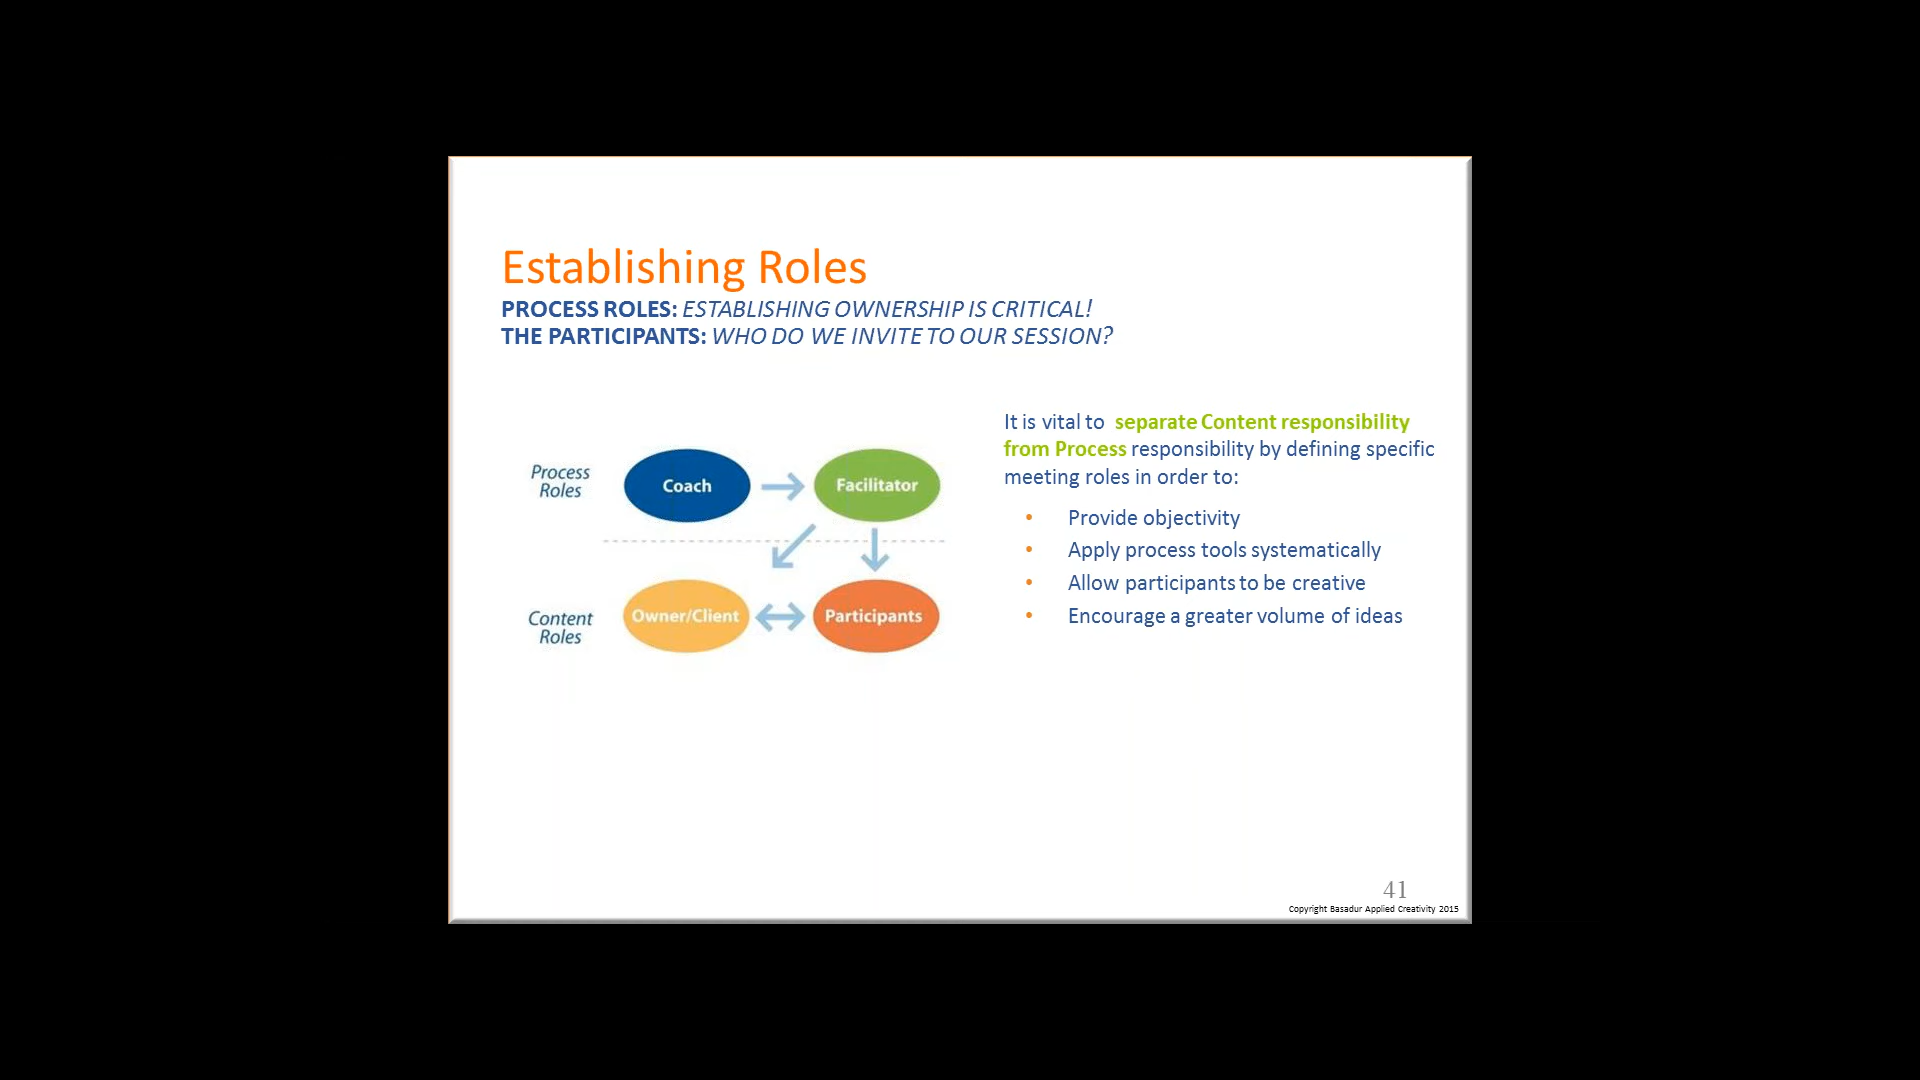 Establishing Roles
PROCESS ROLES: ESTABLISHING OWNERSHIP IS CRITICAL!
THE PARTICIPANTS: WHO DO WE INVITE TO OUR SESSION?
Process
Roles
Coach
Facilitator
Content
Roles
Owner/Client
Participants
It is vital to separate Content responsibility
from Process responsibility by defining specific
meeting roles in order to:
• Provide objectivity
• Apply process tools systematically
• Allow participants to be creative
• Encourage a greater volume of ideas
41
Copyright Basadur Applied Creativity 2015